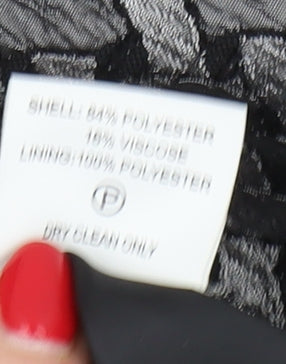 SHELL: 84% POLYESTER
16% VISCOSE
LINING:100% POLYESTER
P
DRY CLEAN ONLY